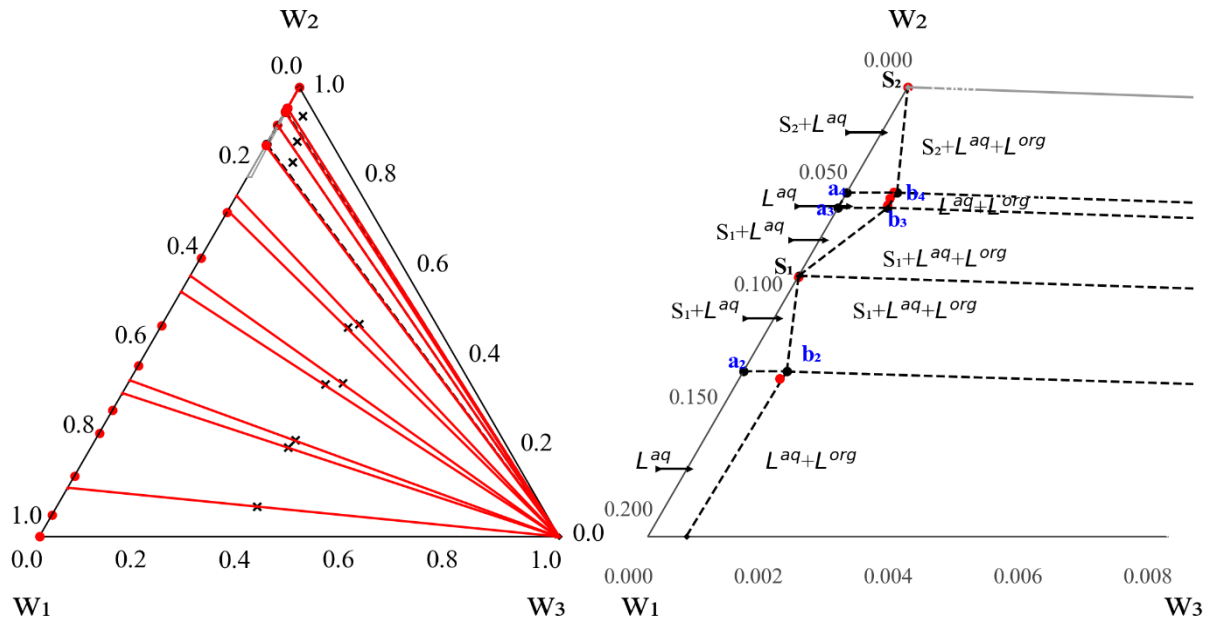 W₂
0.0
1.0
0.2
0.8
0.4
0.6
0.6
0.4
0.8
0.2
1.0
0.0
0.0
0.2
0.4
0.6
0.8
1.0
W₁
W₃
W₂
0.000
S₂
S₂+Lᵃq
S₂+Lᵃq+Lᵒʳᵍ
0.050
a₄
b₄
Lᵃq
Lᵃq+Lᵒʳᵍ
a₃
b₃
S₁+Lᵃq
S₁+Lᵃq+Lᵒʳᵍ
S₁
0.100
S₁+Lᵃq
S₁+Lᵃq+Lᵒʳᵍ
a₂
b₂
0.150
Lᵃq
Lᵃq+Lᵒʳᵍ
0.200
0.000
0.002
0.004
0.006
0.008
W₁
W₃